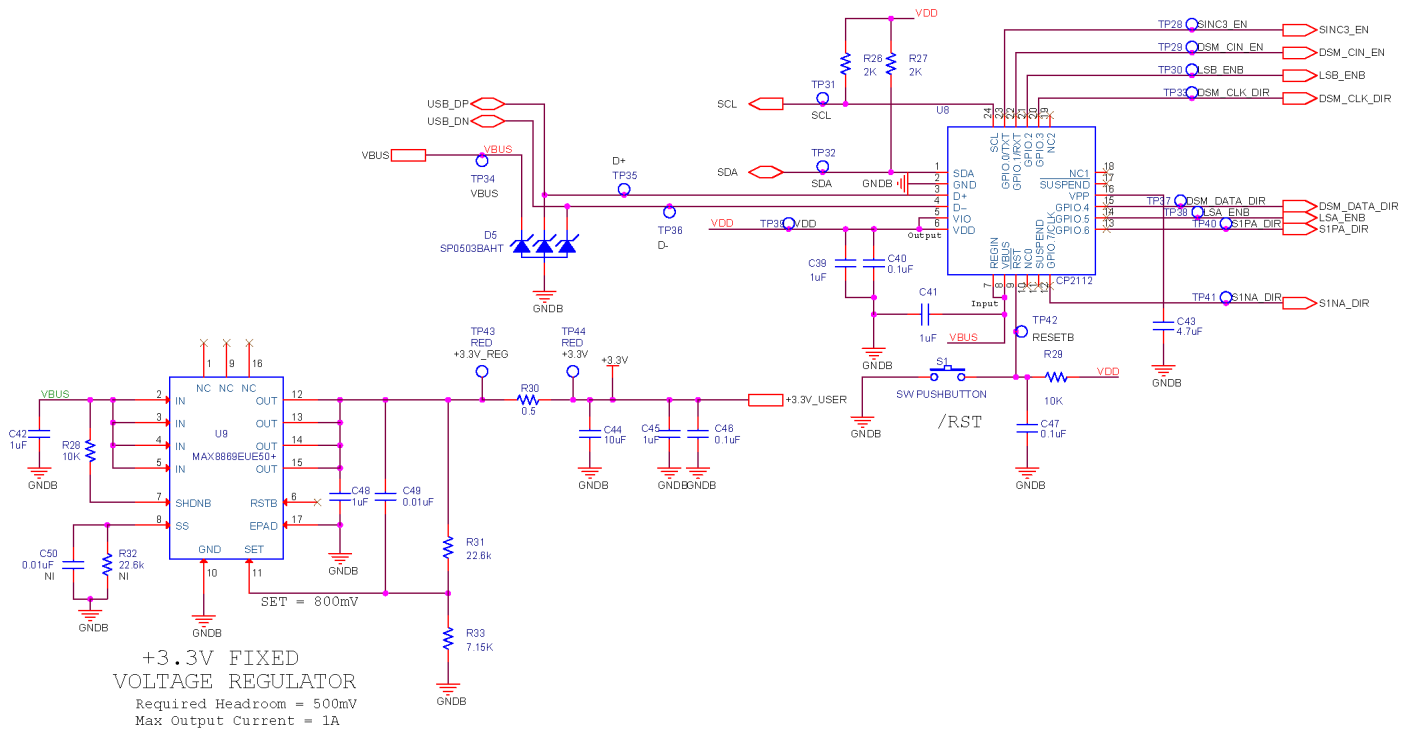 VDD
TP28 SINC3_EN SINC3_EN
TP29 DSM_CIN_EN DSM_CIN_EN
R26 2K
R27 2K
TP30 LSB_ENB LSB_ENB
TP33 DSM_CLK_DIR DSM_CLK_DIR
USB_DP
USB_DN
SCL TP31 SCL
U8
24 23 22 21 20 19
SCL GPIO.0/TXT GPIO.1/RXT GPIO.2 GPIO.3 NC2
VBUS VBUS
TP34
VBUS
D+
TP35
SDA TP32 SDA
GNDB
1 SDA
2 GND
3 D+
4 D-
5 VIO
6 VDD
NC1 18
SUSPEND 17
VPP 16
GPIO.4 15
GPIO.5 14
GPIO.6 13
TP37 DSM_DATA_DIR DSM_DATA_DIR
TP38 LSA_ENB LSA_ENB
TP40 S1PA_DIR S1PA_DIR
TP36
D-
VDD TP39 VDD
Output
D5
SP0503BAHT
GNDB
C39
1uF
C40
0.1uF
REGIN VBUS RST NC0 SUSPEND GPIO.7/CLK
CP2112
7 8 9 10 11 12
Input
TP41 S1NA_DIR S1NA_DIR
C41
1uF
VBUS
GNDB
TP42
RESETB
C43
4.7uF
GNDB
S1
SW PUSHBUTTON
/RST
GNDB
R29
10K
VDD
C47
0.1uF
GNDB
TP43
RED
+3.3V_REG
TP44
RED
+3.3V
+3.3V
1 9 16
NC NC NC
VBUS
C42
1uF
GNDB
R28
10K
2 IN
3 IN
4 IN
5 IN
7 SHDNB
8 SS
U9
MAX8869EUE50+
OUT 12
OUT 13
OUT 14
OUT 15
RSTB 6
EPAD 17
GND SET
10 11
R30
0.5
+3.3V_USER
C44
10uF
GNDB
C45
1uF
GNDB
C46
0.1uF
GNDB
C48
1uF
C49
0.01uF
GNDB
C50
0.01uF
NI
R32
22.6k
NI
GNDB
GNDB
R31
22.6k
SET = 800mV
R33
7.15K
GNDB
+3.3V FIXED
VOLTAGE REGULATOR
Required Headroom = 500mV
Max Output Current = 1A